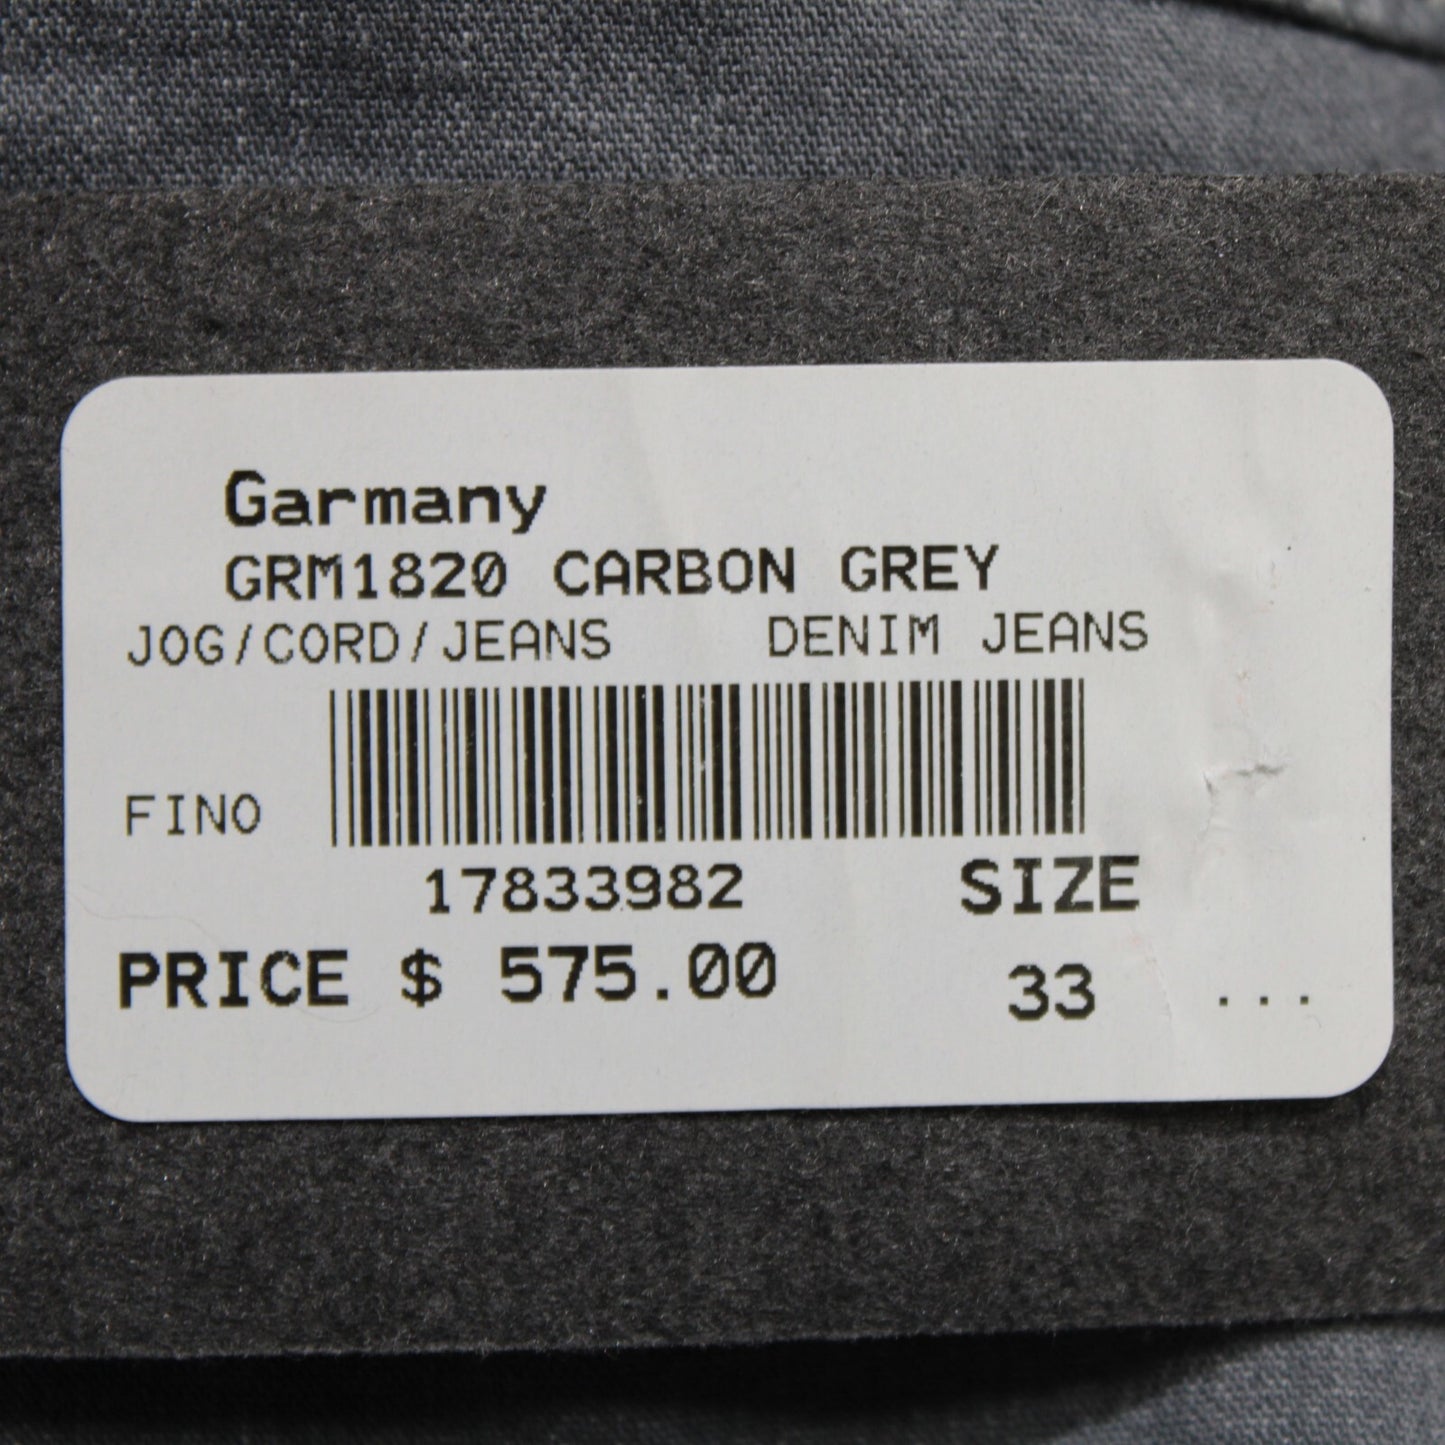 Garmany
GRM1820 CARBON GREY
JOG/CORD/JEANS DENIM JEANS
FINO
17833982 SIZE
PRICE $ 575.00 33 ...